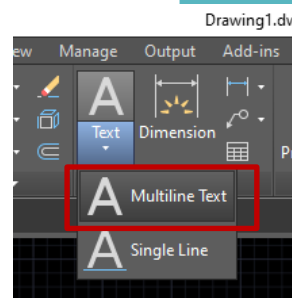 Drawing1.dw
ew Manage Output Add-ins
Text Dimension
Multiline Text
Single Line